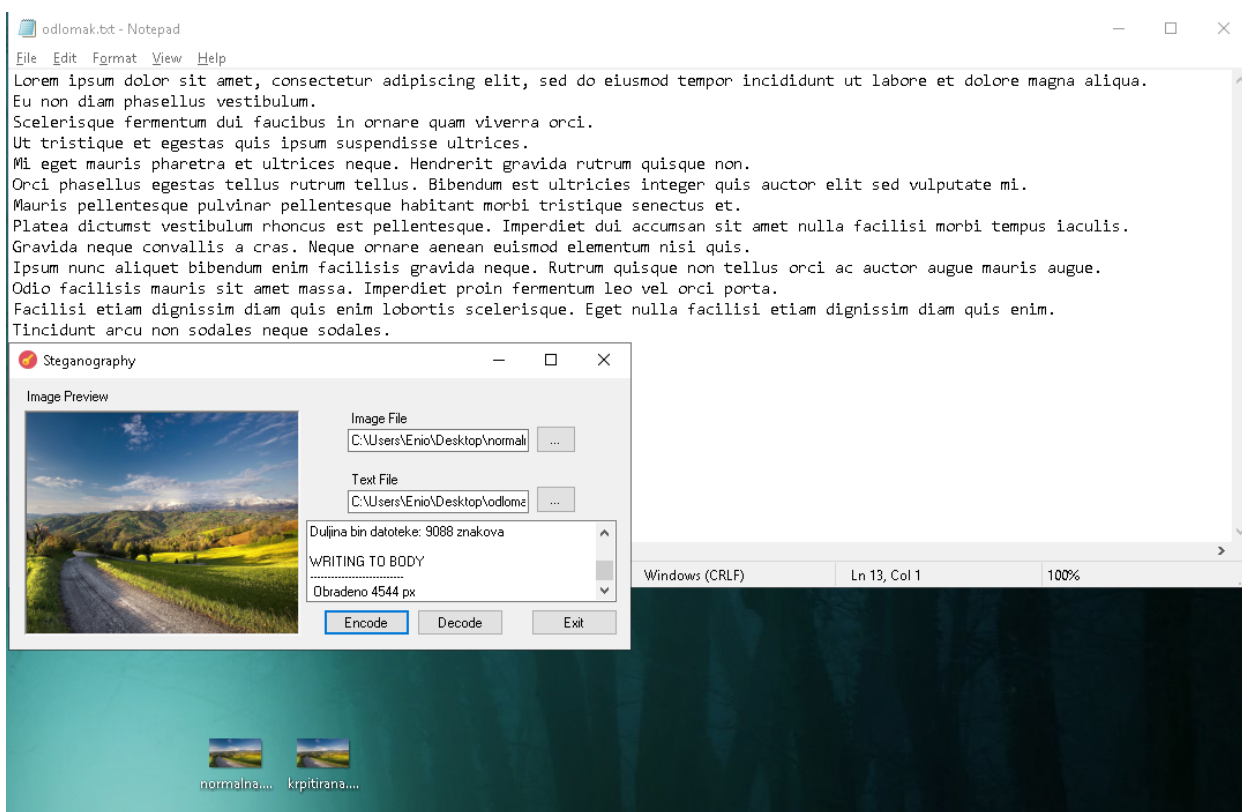 odlomak.txt - Notepad
File Edit Format View Help
Lorem ipsum dolor sit amet, consectetur adipiscing elit, sed do eiusmod tempor incididunt ut labore et dolore magna aliqua.
Eu non diam phasellus vestibulum.
Scelerisque fermentum dui faucibus in ornare quam viverra orci.
Ut tristique et egestas quis ipsum suspendisse ultrices.
Mi eget mauris pharetra et ultrices neque. Hendrerit gravida rutrum quisque non.
Orci phasellus egestas tellus rutrum tellus. Bibendum est ultricies integer quis auctor elit sed vulputate mi.
Mauris pellentesque pulvinar pellentesque habitant morbi tristique senectus et.
Platea dictumst vestibulum rhoncus est pellentesque. Imperdiet dui accumsan sit amet nulla facilisi morbi tempus iaculis.
Gravida neque convallis a cras. Neque ornare aenean euismod elementum nisi quis.
Ipsum nunc aliquet bibendum enim facilisis gravida neque. Rutrum quisque non tellus orci ac auctor augue mauris augue.
Odio facilisis mauris sit amet massa. Imperdiet proin fermentum leo vel orci porta.
Facilisi etiam dignissim diam quis enim lobortis scelerisque. Eget nulla facilisi etiam dignissim diam quis enim.
Tincidunt arcu non sodales neque sodales.
Steganography
Image Preview
Image File
C:\Users\Enio\Desktop\normalı
...
Text File
C:\Users\Enio\Desktop\odloma
...
Duljina bin datoteke: 9088 znakova
WRITING TO BODY
---------------------------
Obradeno 4544 px
Encode Decode Exit
Windows (CRLF) Ln 13, Col 1 100%
normalna.... krpitirana....